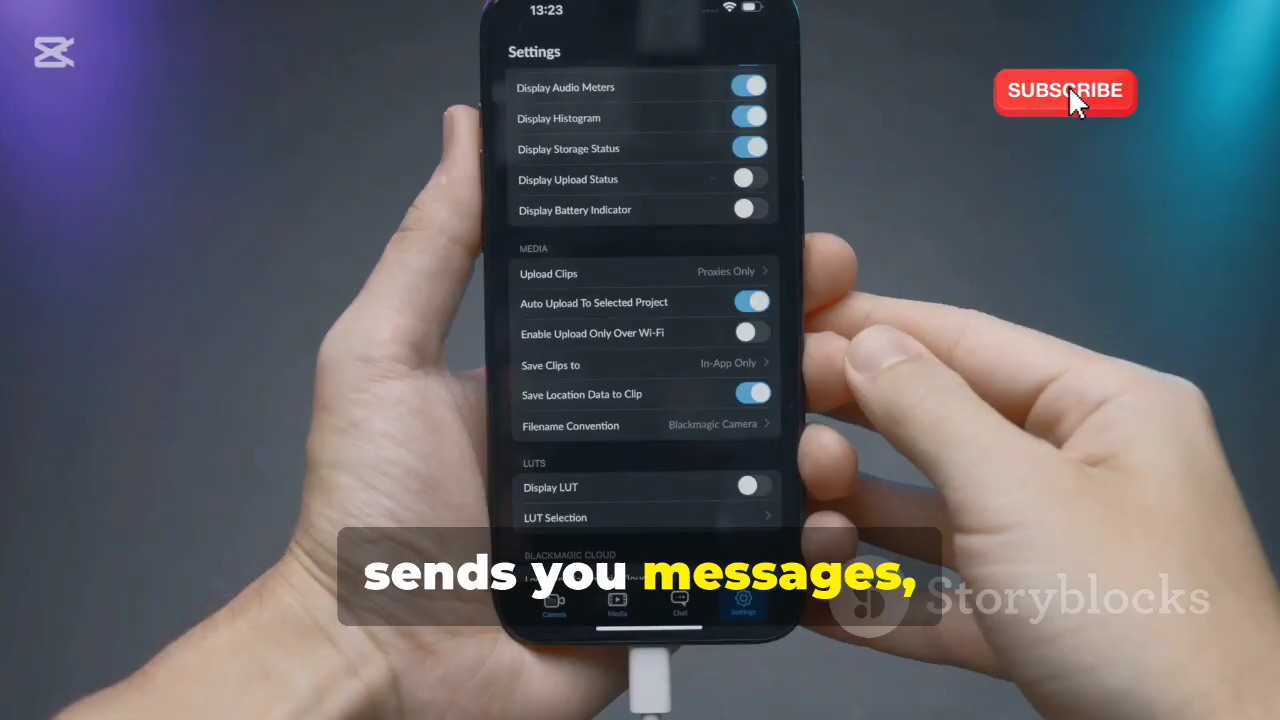 13:23
Settings
SUBSCRIBE
Display Audio Meters
Display Histogram
Display Storage Status
Display Upload Status
Display Battery Indicator
MEDIA
Upload Clips Proxies Only
Auto Upload To Selected Project
Enable Upload Only Over Wi-Fi
Save Clips to In-App Only
Save Location Data to Clip
Filename Convention Blackmagic Camera
LUTS
Display LUT
LUT Selection
BLACKMAGIC CLOUD
sends you messages,
Storyblocks
Camera Media Chat Settings